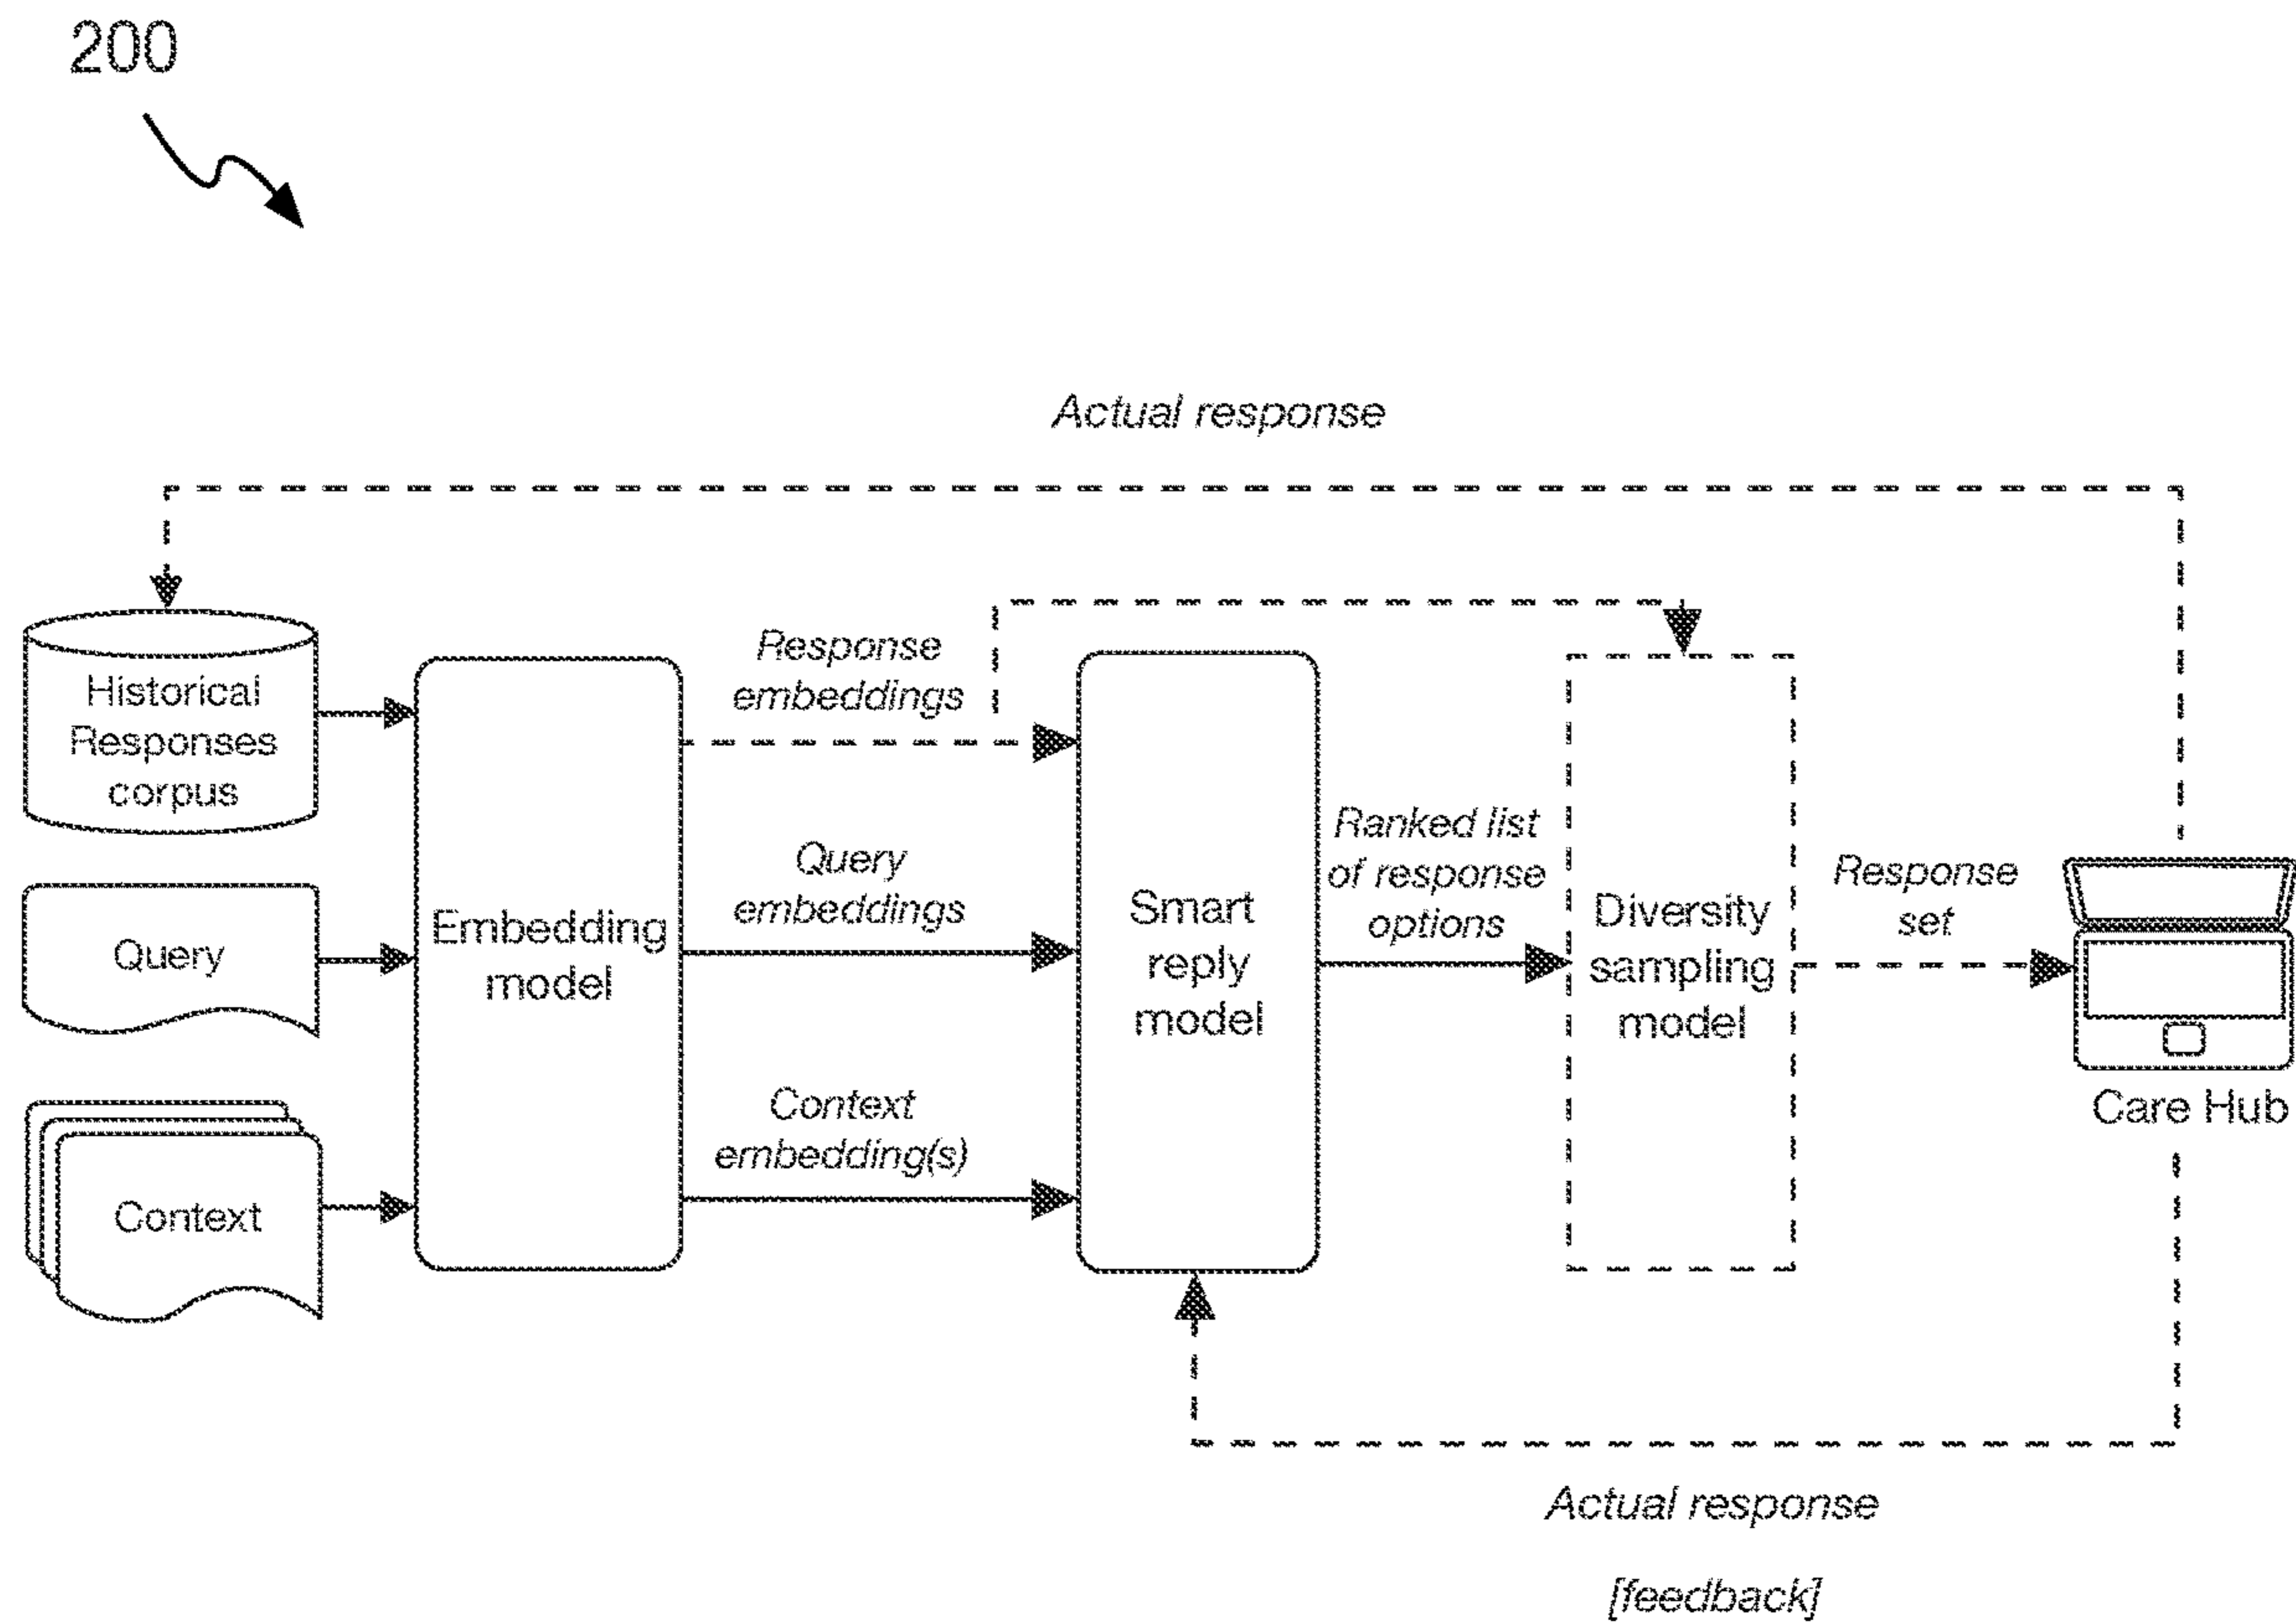 200
Actual response
Historical
Responses
corpus
Query
Context
Embedding
model
Response
embeddings
Query
embeddings
Context
embedding(s)
Smart
reply
model
Ranked list
of response
options
Diversity
sampling
model
Response
set
Care Hub
Actual response
[feedback]